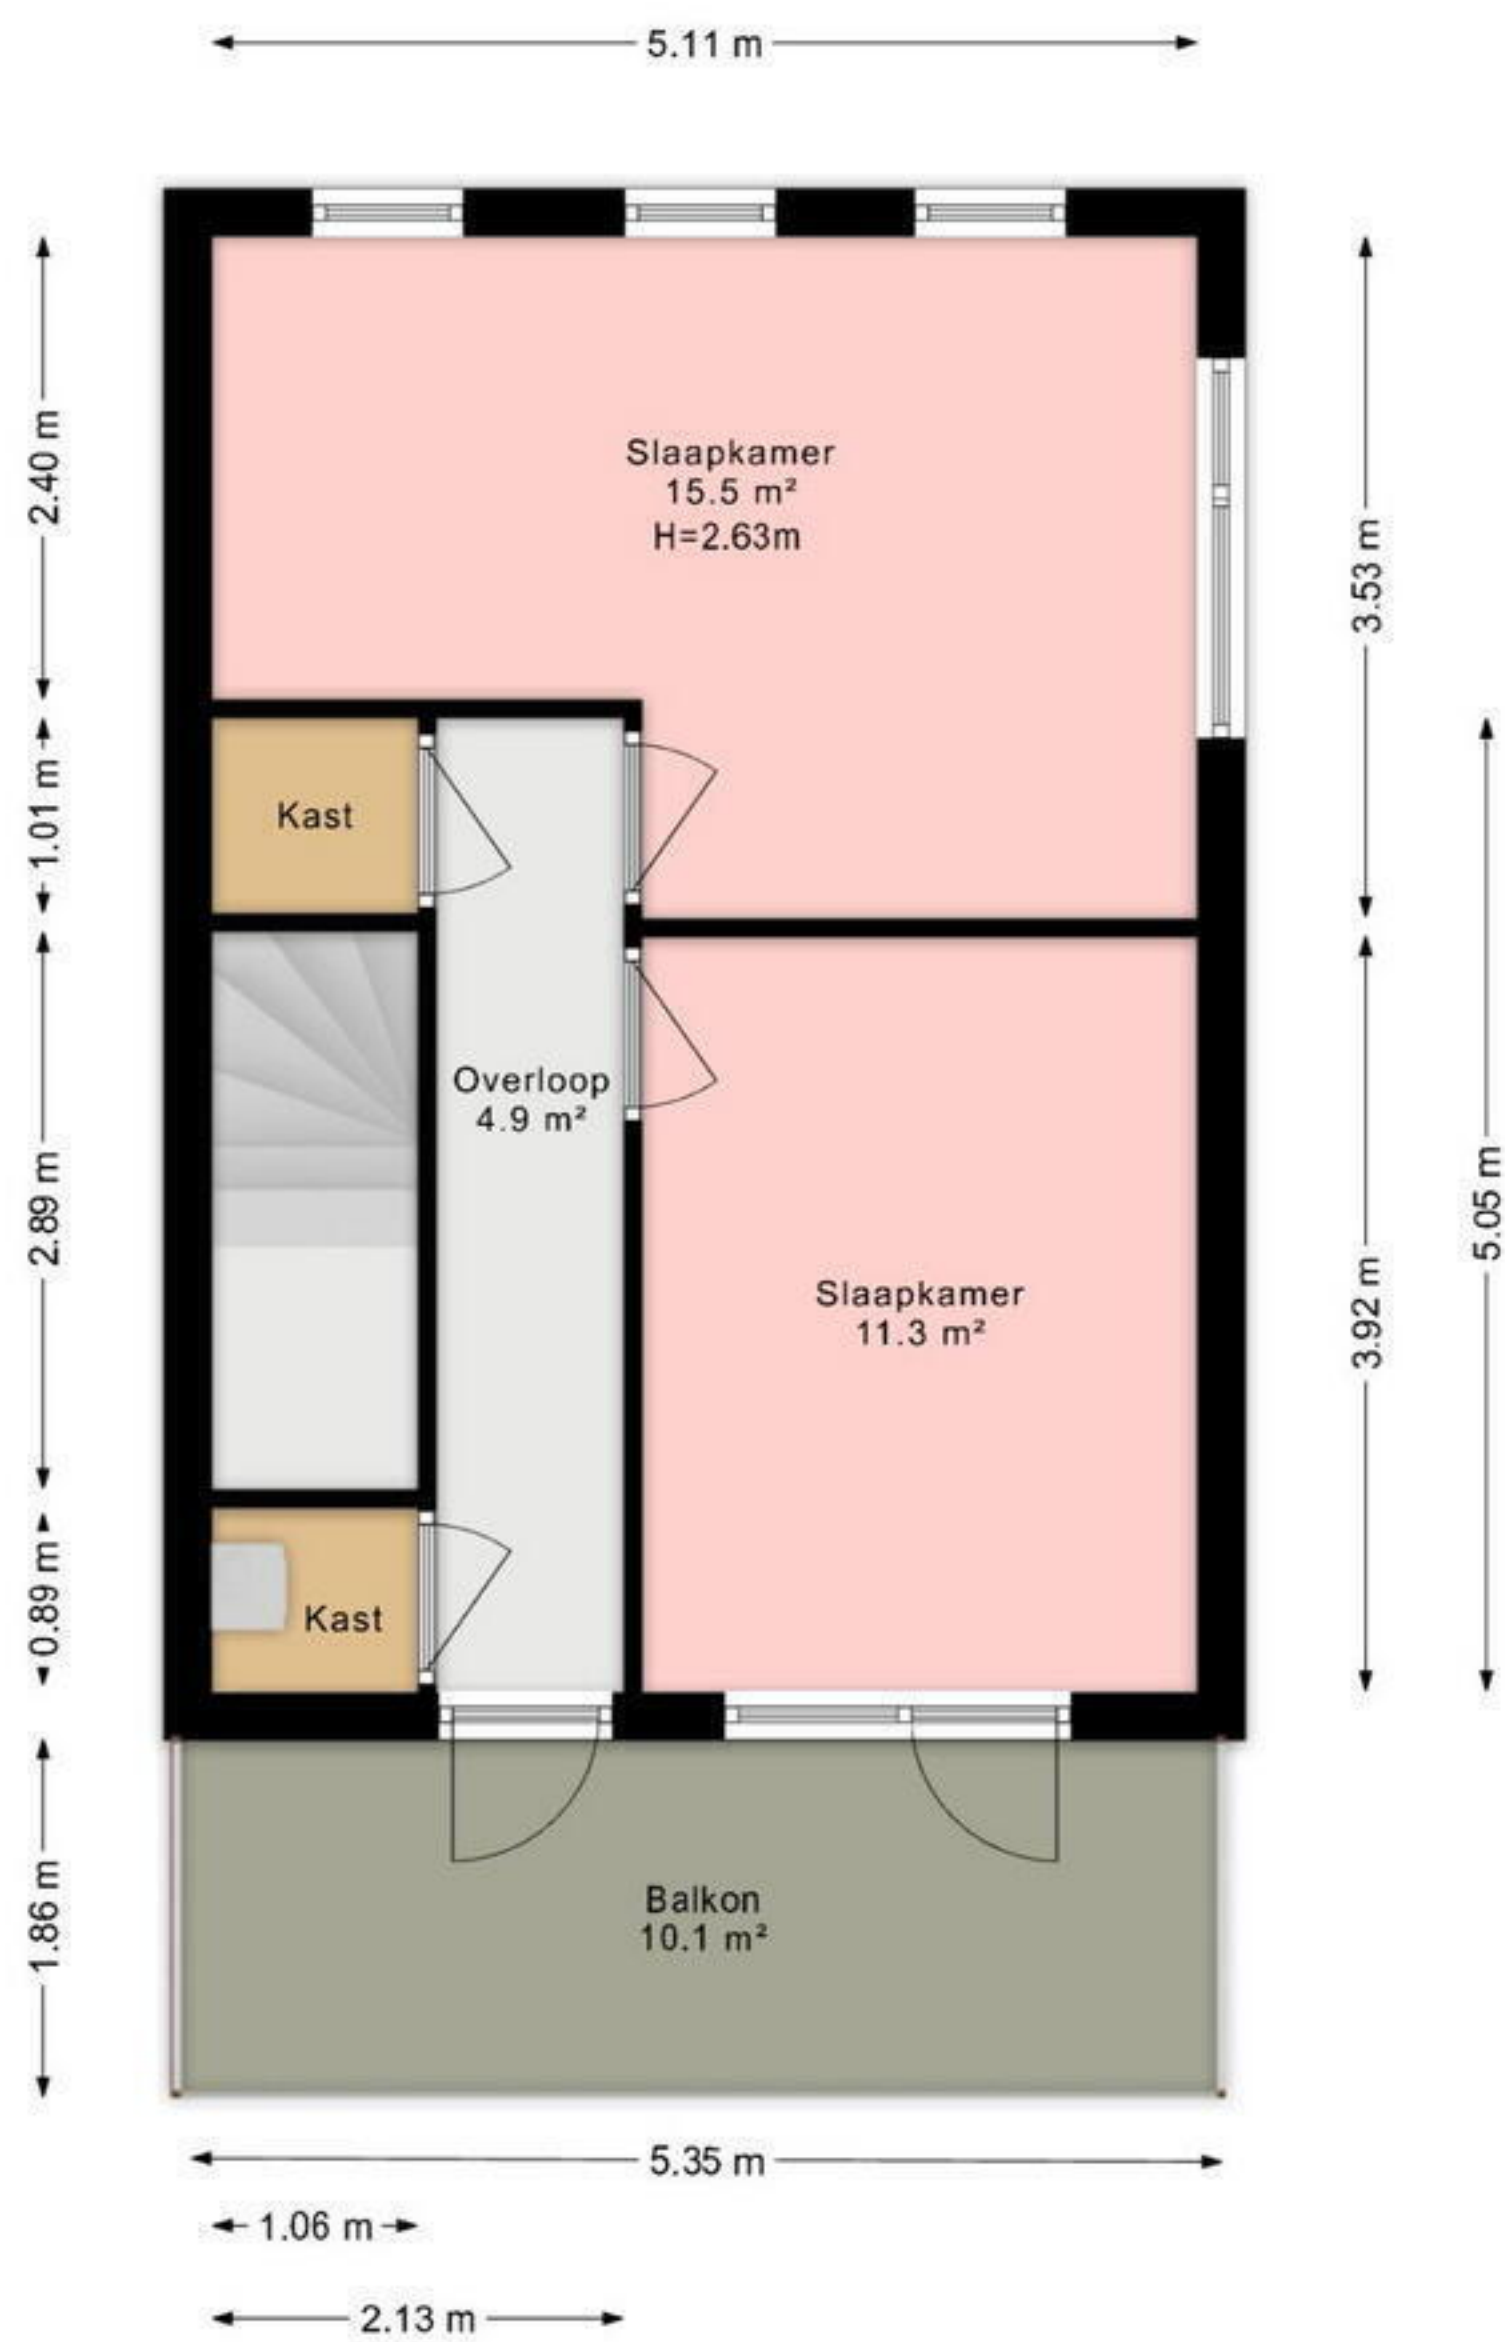 5.11 m
Slaapkamer
15.5 m²
H=2.63m
2.40 m
3.53 m
1.01 m
Kast
Overloop
4.9 m²
2.89 m
5.05 m
Slaapkamer
11.3 m²
3.92 m
0.89 m
Kast
Balkon
10.1 m²
1.86 m
5.35 m
1.06 m
2.13 m